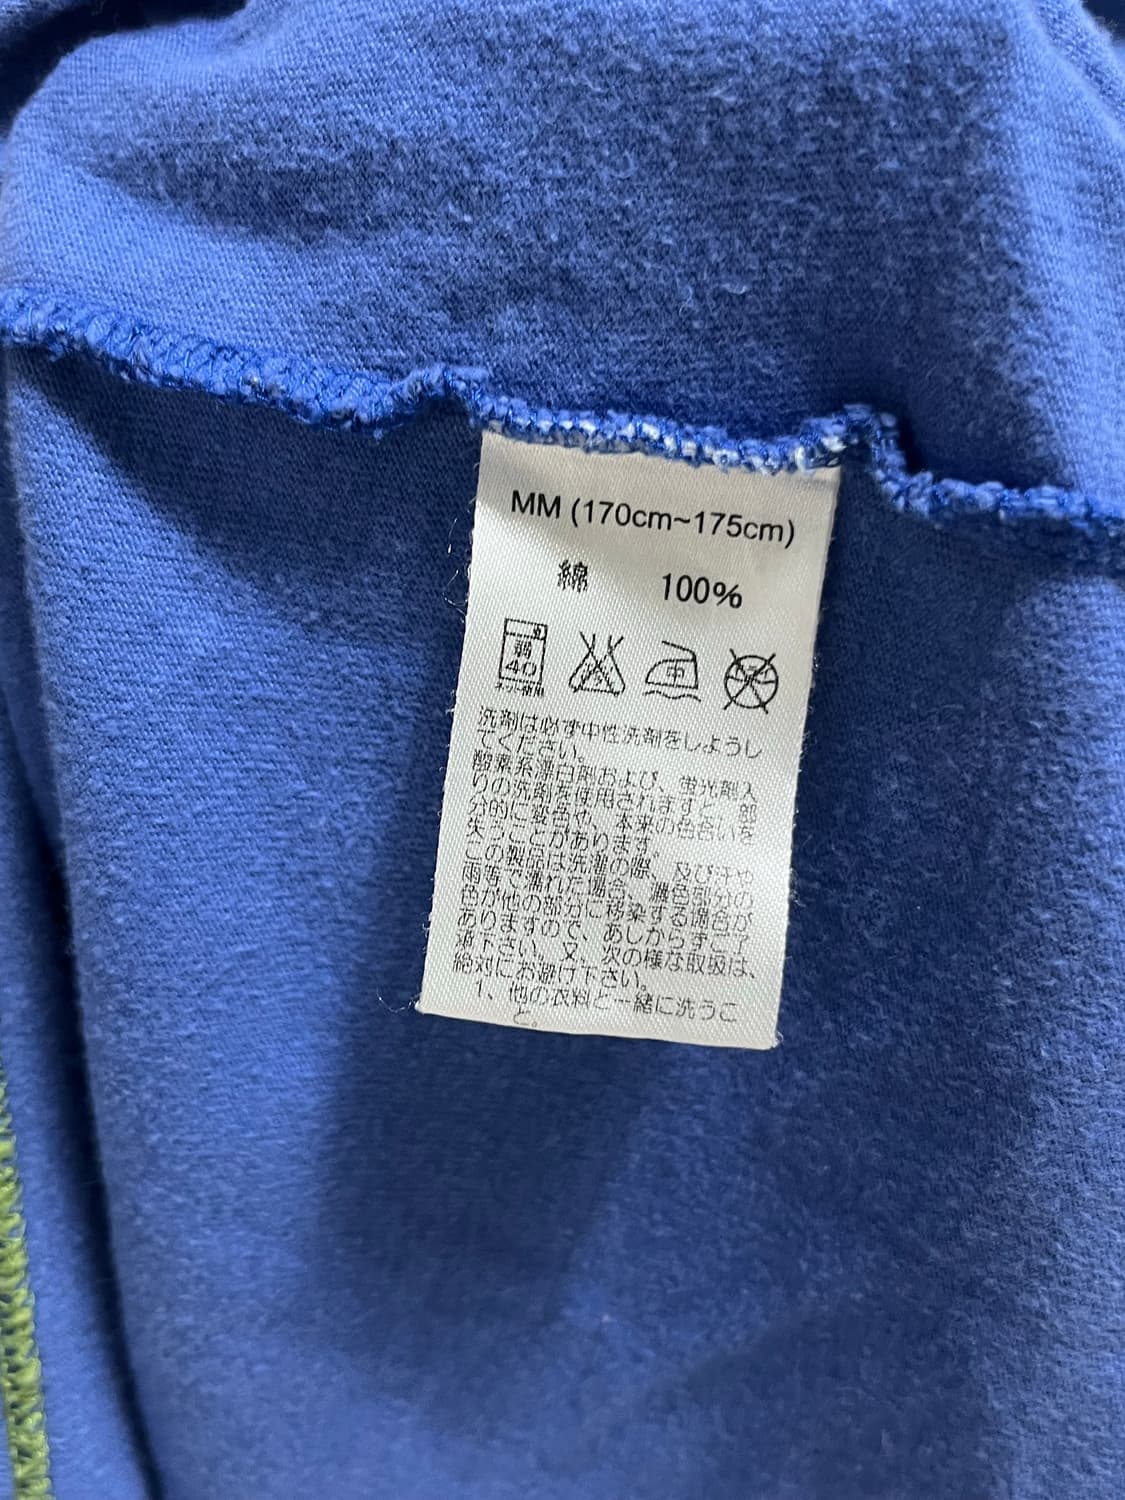 MM (170cm~175cm)
綿 100%
弱
40
ネット使用
中
洗剤は必ず中性洗剤をしようし
てください。
酸素系漂白剤および、蛍光剤入
りの洗剤を使用されますと一部
分的に変色や、本来の色合いを
失うことがあります。
この製品は洗濯の際、及び汗や
雨等で濡れた場合、濃色部分の
色が他の部分に移染する場合が
ありますので、あしからずご了
承下さい。又、次の様な取扱は、
絶対にお避け下さい。
1、他の衣料と一緒に洗うこ
と。